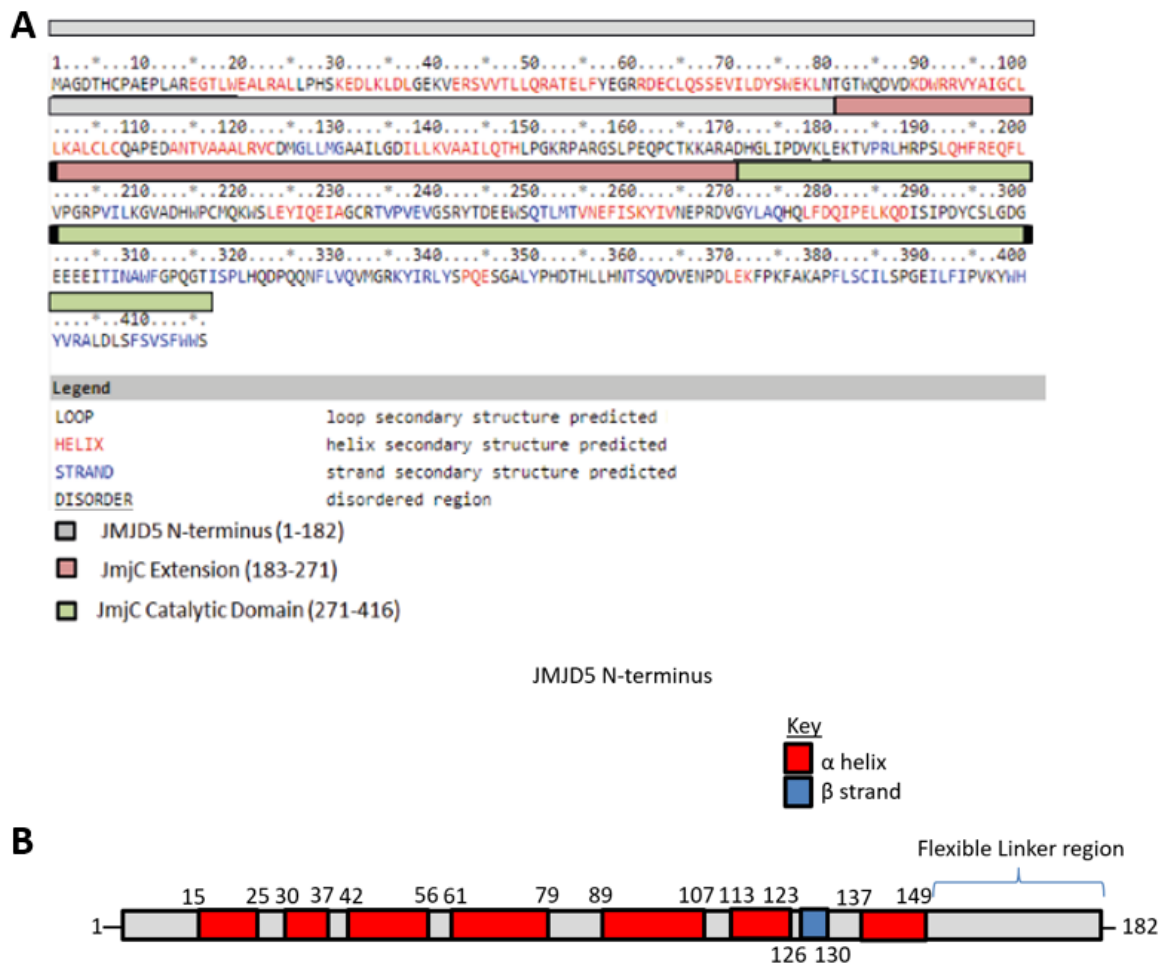 A
1...*...10....*...20....*...30....*...40....*...50....*...60....*...70....*...80....*...90....*..100
MAGDTHCPAEPLAREGTLWEALRALLPHSKEDLKLDLGEKVERSVVTLLQRATELFYEGRRDECLQSSEVILDYSWEKLNTGTWQDVDKDWRRVYAIGCL
....*..110....*..120....*..130....*..140....*..150....*..160....*..170....*..180....*..190....*..200
LKALCLCQAPEDANTVAAALRVCDMGLLMGAAILGDILLKVAAILQTHLPGKRPARGSLPEQPCTKKARADHGLIPDVKLEKTVPRLHRPSLQHFREQFL
....*..210....*..220....*..230....*..240....*..250....*..260....*..270....*..280....*..290....*..300
VPGRPVILKGVADHWPCMQKWSLEYIQEIAGCRTVPVEVGSRYTDEEWSQTLMTVNEFISKYIVNEPRDVGYLAQHQLFDQIPELKQDISIPDYCSLGDG
....*..310....*..320....*..330....*..340....*..350....*..360....*..370....*..380....*..390....*..400
EEEEITINAWFGPQGTISPLHQDPQQNFLVQVMGRKYIRLYSPQESGALYPHDTHLLHNTSQVDVENPDLEKFPKFAKAPFLSCILSPGEILFIPVKYWH
....*..410....*.
YVRALDLSFSVSFWWS
Legend
LOOP loop secondary structure predicted
HELIX helix secondary structure predicted
STRAND strand secondary structure predicted
DISORDER disordered region
JMJD5 N-terminus (1-182)
JmjC Extension (183-271)
JmjC Catalytic Domain (271-416)
JMJD5 N-terminus
Key
α helix
β strand
B
Flexible Linker region
15 25 30 37 42 56 61 79 89 107 113 123 137 149
1 182
126 130